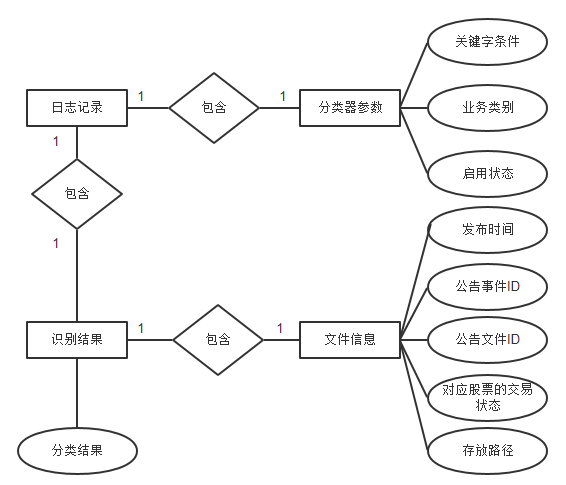 关键字条件
日志记录
1
包含
1
分类器参数
业务类别
1
启用状态
包含
发布时间
1
公告事件ID
识别结果
1
包含
1
文件信息
公告文件ID
对应股票的交易
状态
分类结果
存放路径